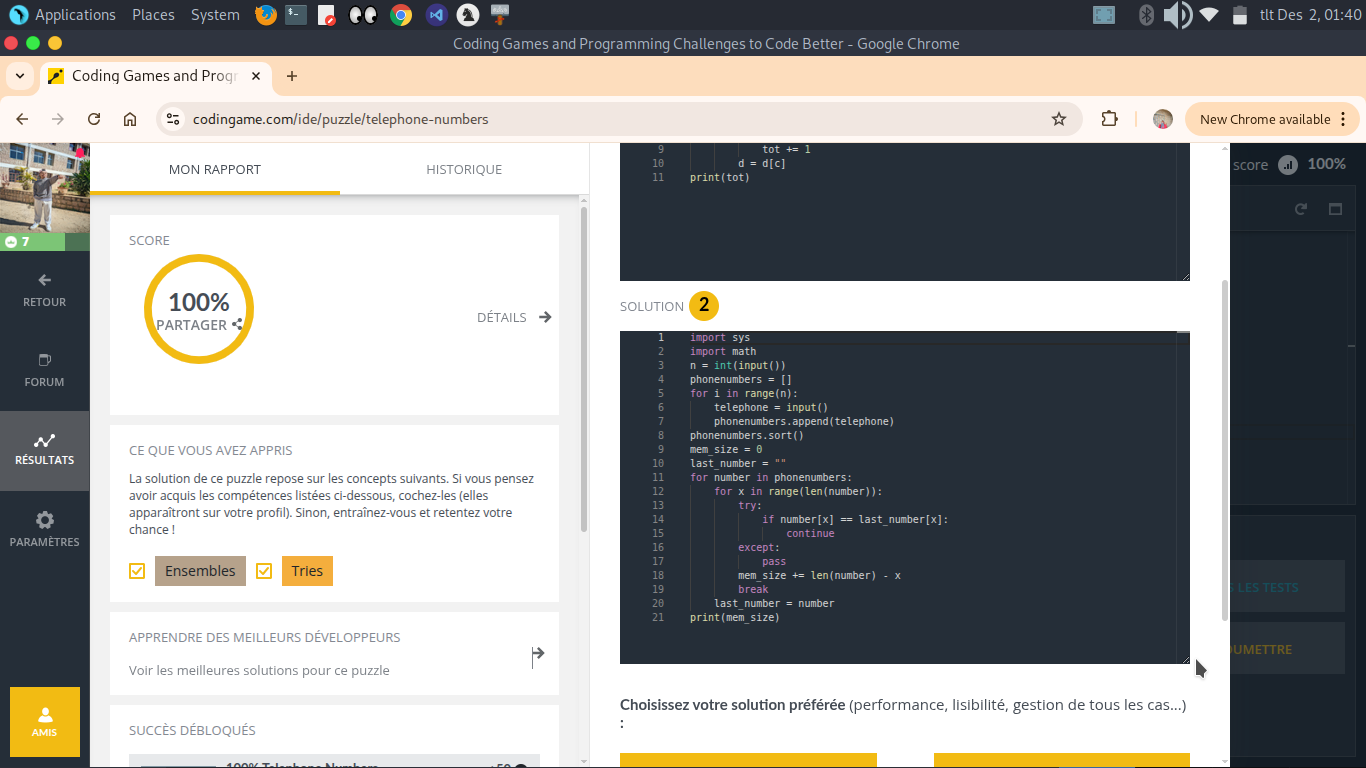 Applications Places System tlt Des 2, 01:40
Coding Games and Programming Challenges to Code Better - Google Chrome
Coding Games and Progr
codingame.com/ide/puzzle/telephone-numbers New Chrome available
7
RETOUR
FORUM
RÉSULTATS
PARAMÈTRES
AMIS
MON RAPPORT HISTORIQUE
SCORE
100%
PARTAGER
DÉTAILS
CE QUE VOUS AVEZ APPRIS
La solution de ce puzzle repose sur les concepts suivants. Si vous pensez
avoir acquis les compétences listées ci-dessous, cochez-les (elles
apparaîtront sur votre profil). Sinon, entraînez-vous et retentez votre
chance !
Ensembles Tries
APPRENDRE DES MEILLEURS DÉVELOPPEURS
Voir les meilleures solutions pour ce puzzle
SUCCÈS DÉBLOQUÉS
100% Telephone Numbers +50
9 tot += 1
10 d = d[c]
11 print(tot)
SOLUTION 2
1 import sys
2 import math
3 n = int(input())
4 phonenumbers = []
5 for i in range(n):
6 telephone = input()
7 phonenumbers.append(telephone)
8 phonenumbers.sort()
9 mem_size = 0
10 last_number = ""
11 for number in phonenumbers:
12 for x in range(len(number)):
13 try:
14 if number[x] == last_number[x]:
15 continue
16 except:
17 pass
18 mem_size += len(number) - x
19 break
20 last_number = number
21 print(mem_size)
Choisissez votre solution préférée (performance, lisibilité, gestion de tous les cas...)
:
score 100%
LES TESTS
OUMETTRE